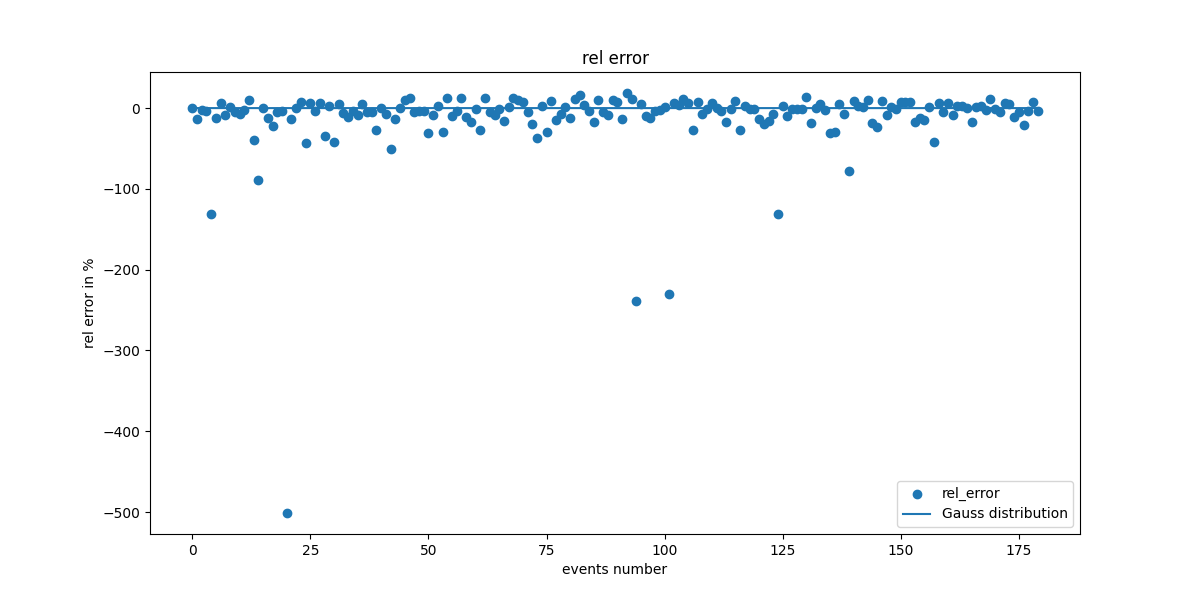 rel error
0
−100
−200
−300
−400
−500
rel error in %
rel_error
Gauss distribution
0
25
50
75
100
125
150
175
events number